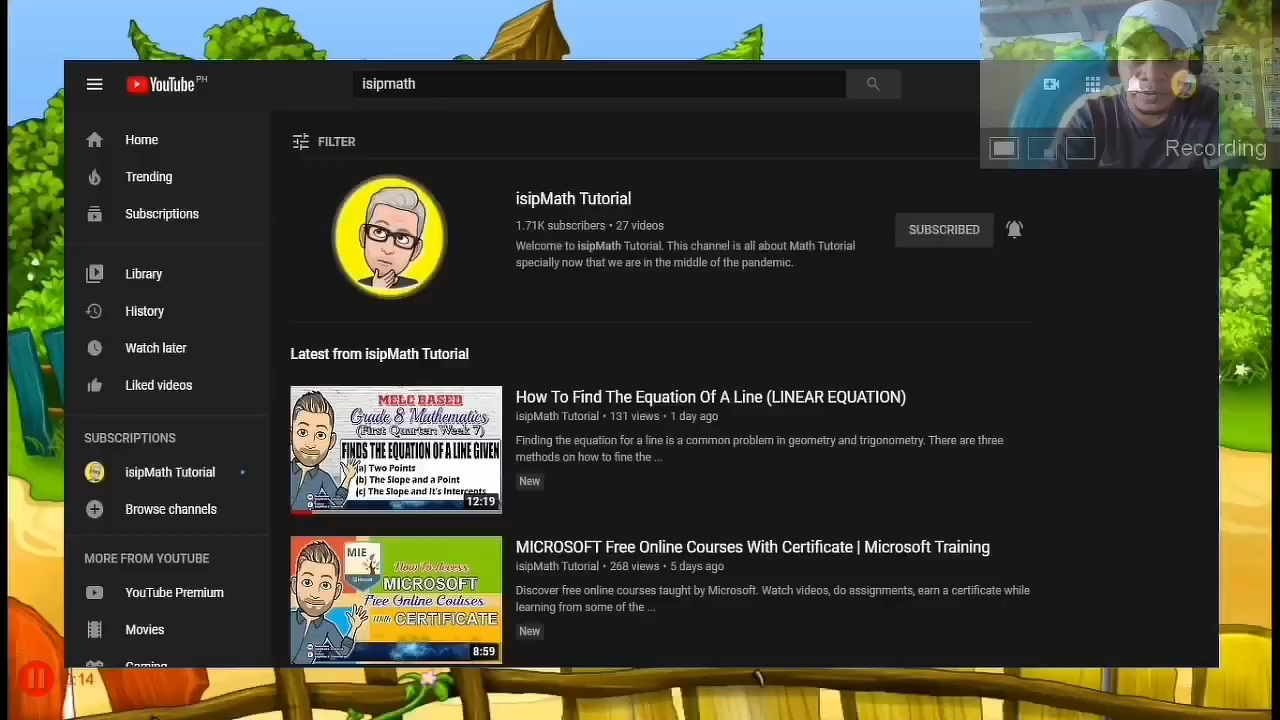 YouTube PH
isipmath
Home
Trending
Subscriptions
Library
History
Watch later
Liked videos
SUBSCRIPTIONS
isipMath Tutorial
Browse channels
MORE FROM YOUTUBE
YouTube Premium
Movies
Gaming
FILTER
isipMath Tutorial
1.71K subscribers • 27 videos
Welcome to isipMath Tutorial. This channel is all about Math Tutorial
specially now that we are in the middle of the pandemic.
SUBSCRIBED
Recording
Latest from isipMath Tutorial
MELC BASED
Grade 8 Mathematics
(First Quarter: Week 7)
FINDS THE EQUATION OF A LINE GIVEN
(a) Two Points
(b) The Slope and a Point
(c) The Slope and It's Intercepts
12:19
How To Find The Equation Of A Line (LINEAR EQUATION)
isipMath Tutorial • 131 views • 1 day ago
Finding the equation for a line is a common problem in geometry and trigonometry. There are three
methods on how to fine the ...
New
MIE
How To Access
MICROSOFT
Free Online Courses
with CERTIFICATE
8:59
MICROSOFT Free Online Courses With Certificate | Microsoft Training
isipMath Tutorial • 268 views • 5 days ago
Discover free online courses taught by Microsoft. Watch videos, do assignments, earn a certificate while
learning from some of the ...
New
:14